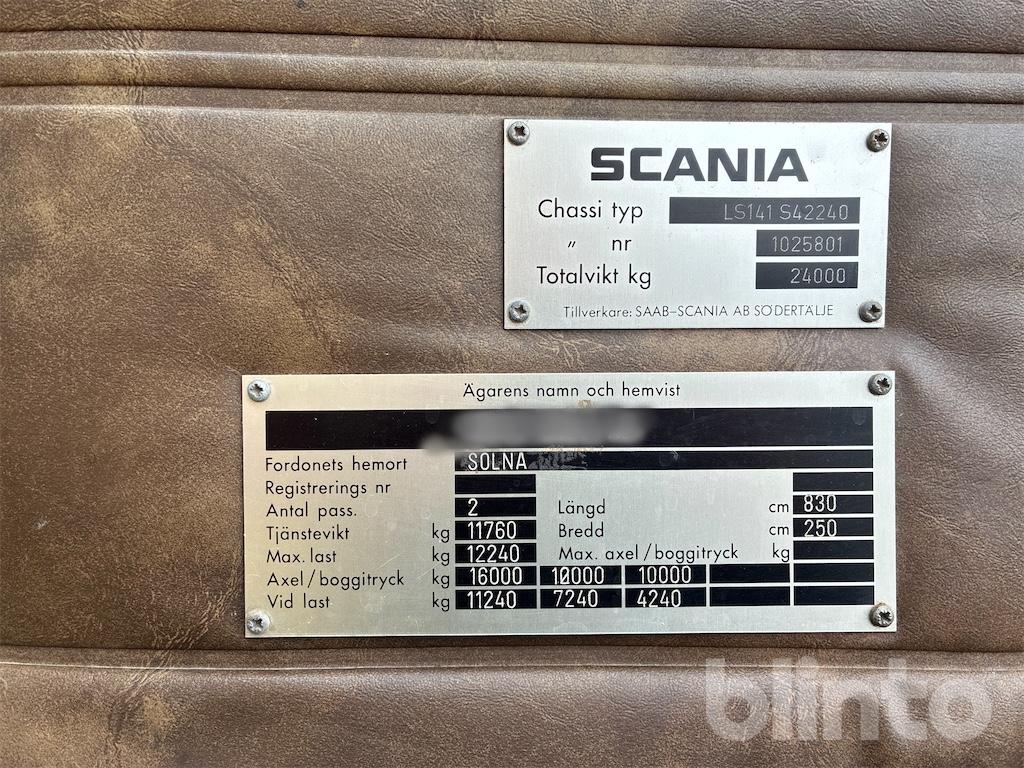 SCANIA
Chassi typ LS141 S42240
〃 nr 1025801
Totalvikt kg 24000
Tillverkare: SAAB-SCANIA AB SÖDERTÄLJE
Ägarens namn och hemvist
Fordonets hemort SOLNA
Registrerings nr
Antal pass. 2 Längd cm 830
Tjänstevikt kg 11760 Bredd cm 250
Max. last kg 12240 Max. axel/boggitryck kg
Axel/boggitryck kg 16000 10000
Vid last kg 11240 7240 4240
blinto